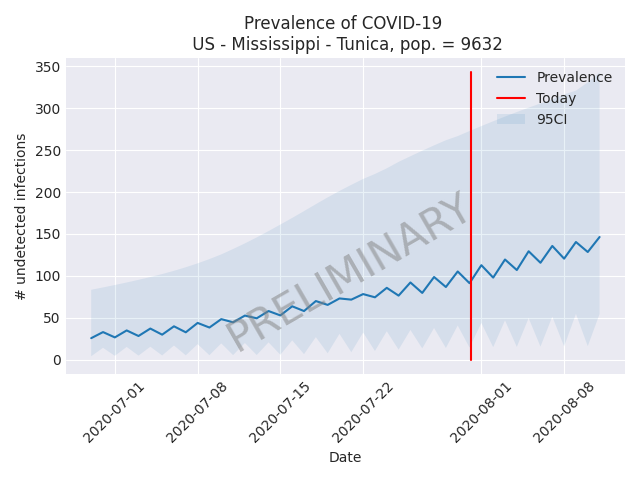 Prevalence of COVID-19
US - Mississippi - Tunica, pop. = 9632
350
300
250
200
150
100
50
0
# undetected infections
Prevalence
Today
95CI
PRELIMINARY
2020-07-01
2020-07-08
2020-07-15
2020-07-22
2020-08-01
2020-08-08
Date